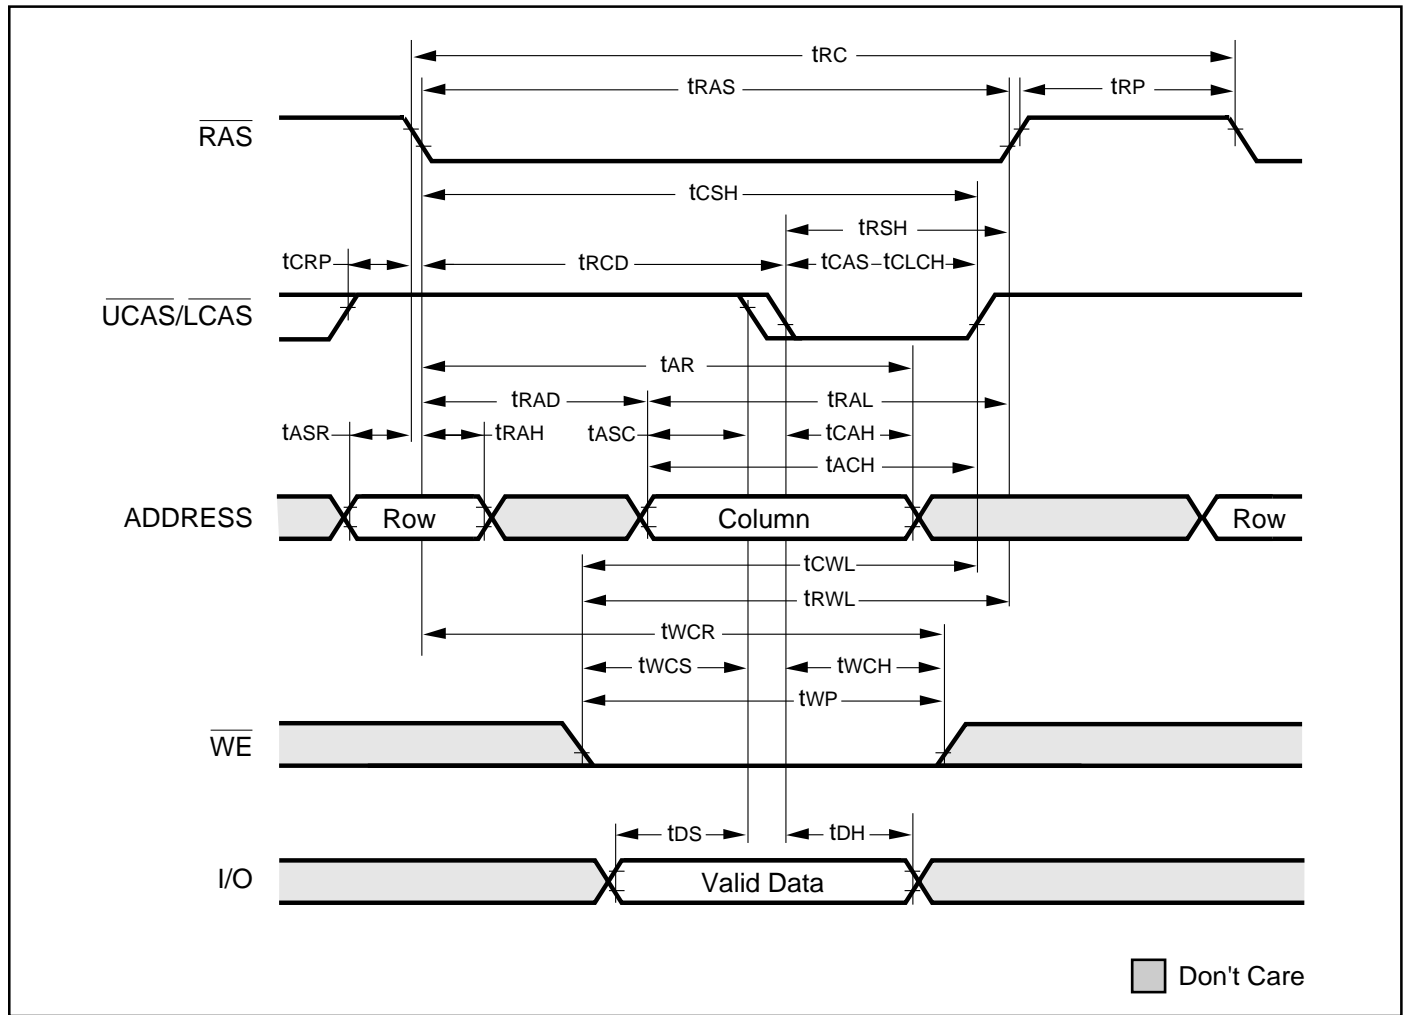 tRC
tRAS
tRP
RAS
tCSH
tRSH
tCRP
tRCD
tCAS tCLCH
UCAS/LCAS
tAR
tRAD
tRAL
tASR
tRAH
tASC
tCAH
tACH
ADDRESS
Row
Column
Row
tCWL
tRWL
tWCR
tWCS
tWCH
tWP
WE
tDS
tDH
I/O
Valid Data
Don't Care